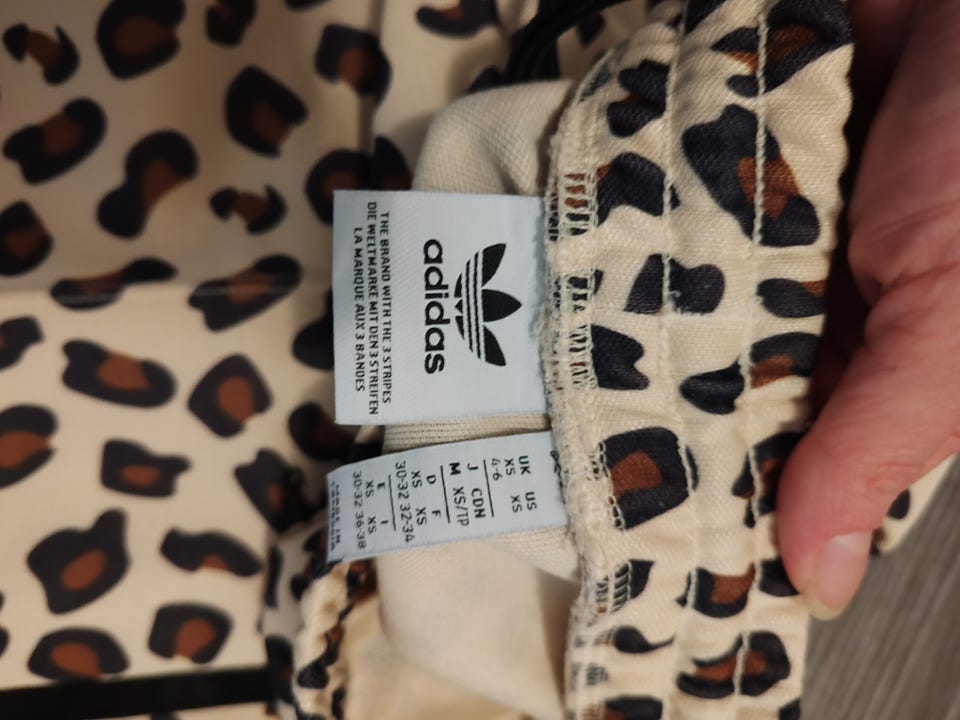 adidas
THE BRAND WITH THE 3 STRIPES
DIE WELTMARKE MIT DEN 3 STREIFEN
LA MARQUE AUX 3 BANDES
UK US
XS XS
4-6
J CDN
M XS/TP
D F
XS XS
30-32 32-34
E I
XS XS
30-32 36-38
MADE IN